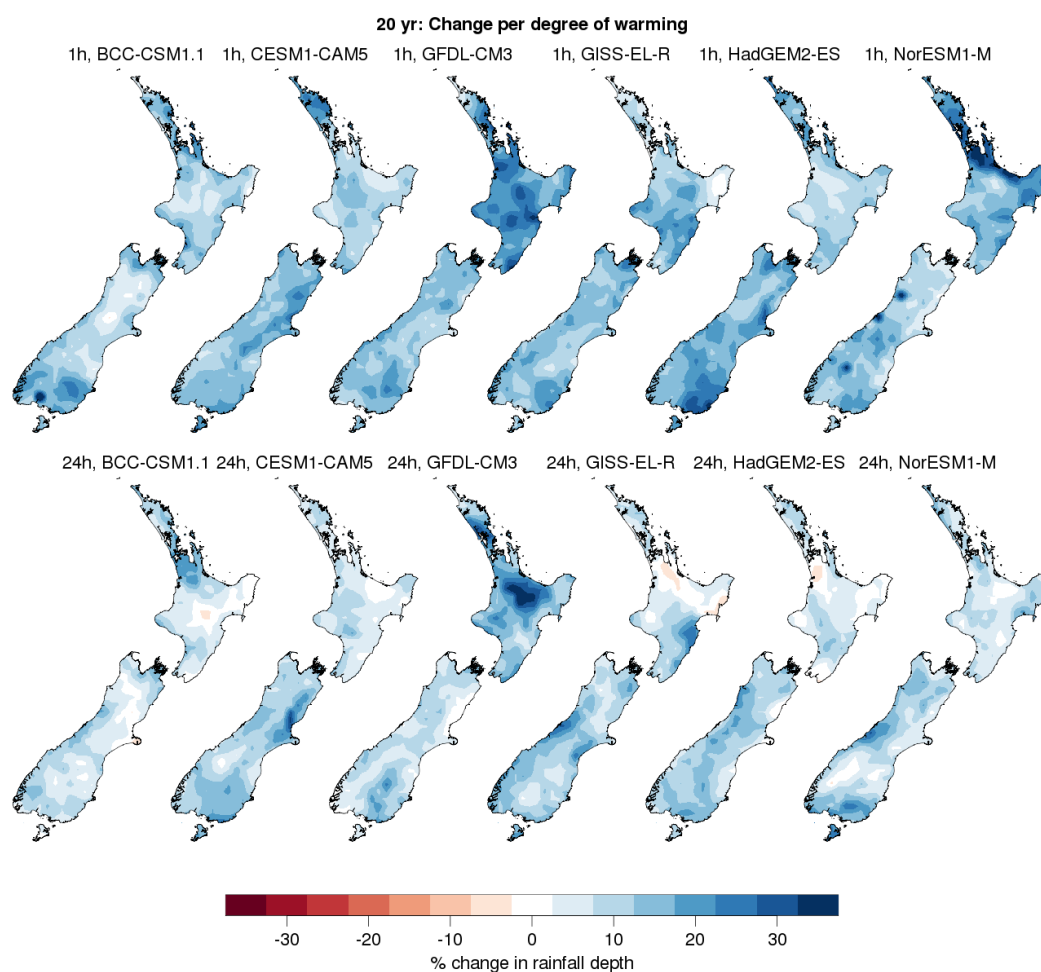 20 yr: Change per degree of warming
1h, BCC-CSM1.1 1h, CESM1-CAM5 1h, GFDL-CM3 1h, GISS-EL-R 1h, HadGEM2-ES 1h, NorESM1-M
24h, BCC-CSM1.1 24h, CESM1-CAM5 24h, GFDL-CM3 24h, GISS-EL-R 24h, HadGEM2-ES 24h, NorESM1-M
-30 -20 -10 0 10 20 30
% change in rainfall depth